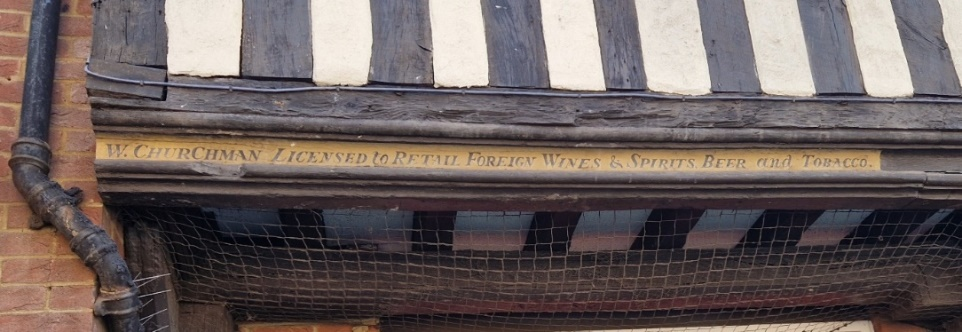 W. CHURCHMAN LICENSED to RETAIL FOREIGN WINES & SPIRITS. BEER and TOBACCO.